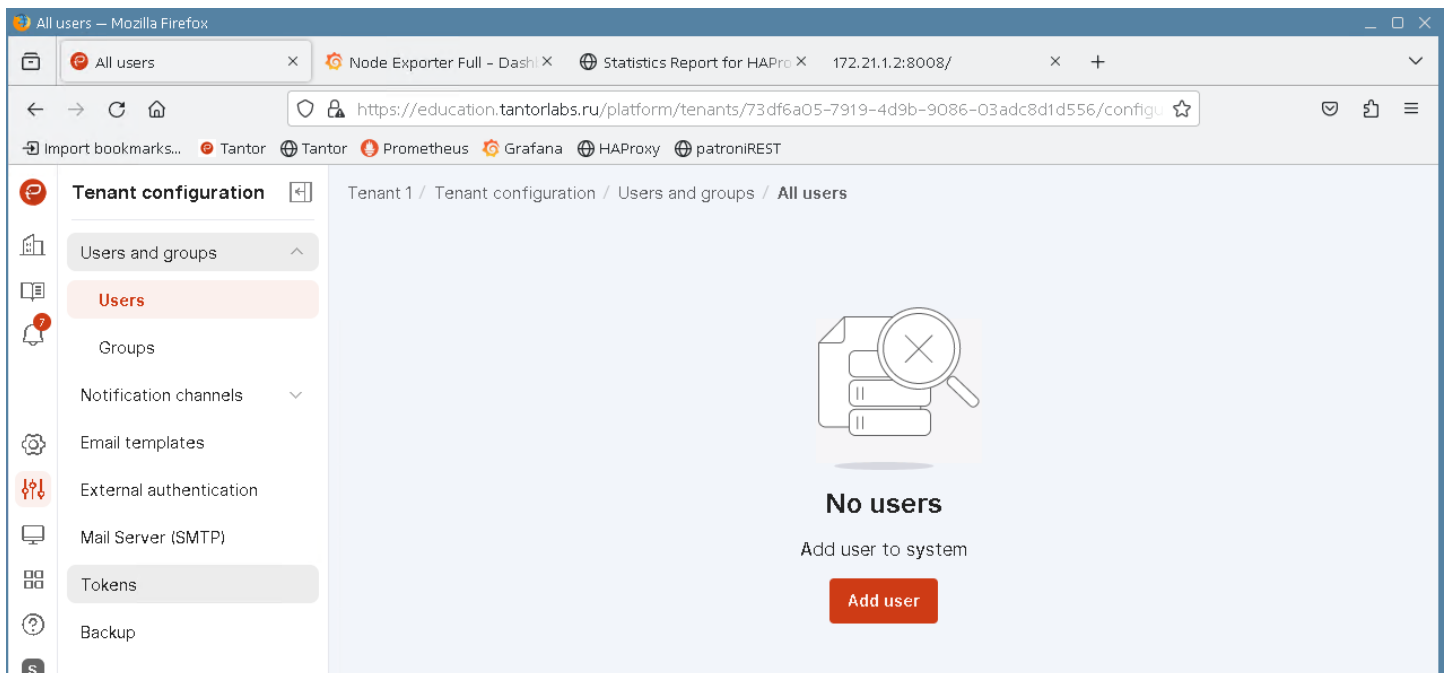 All users — Mozilla Firefox
All users
Node Exporter Full - Dash
Statistics Report for HAPro
172.21.1.2:8008/
https://education.tantorlabs.ru/platform/tenants/73df6a05-7919-4d9b-9086-03adc8d1d556/configu
Import bookmarks... Tantor Tantor Prometheus Grafana HAProxy patroniREST
Tenant configuration
Tenant 1 / Tenant configuration / Users and groups / All users
Users and groups
Users
7
Groups
Notification channels
Email templates
External authentication
Mail Server (SMTP)
Tokens
Backup
S
No users
Add user to system
Add user